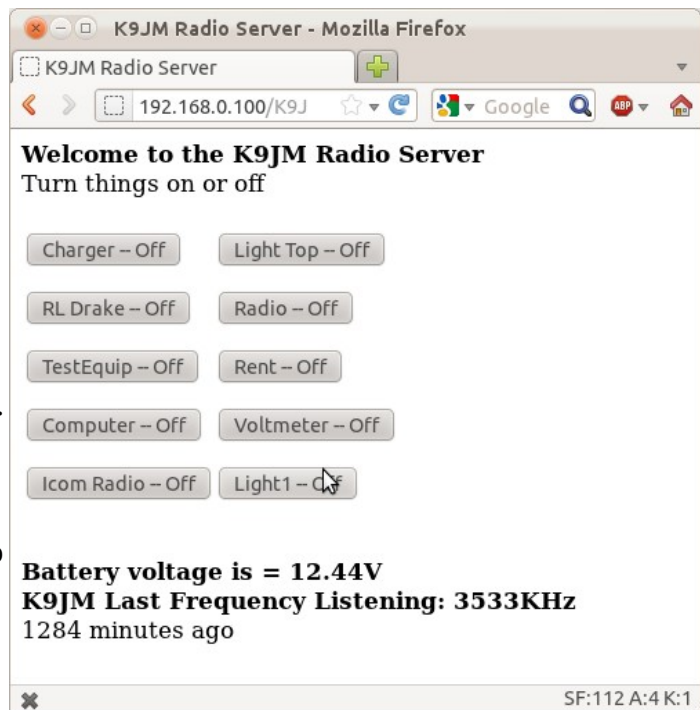 K9JM Radio Server - Mozilla Firefox
K9JM Radio Server
192.168.0.100/K9J Google ABP
Welcome to the K9JM Radio Server
Turn things on or off
Charger -- Off Light Top -- Off
RL Drake -- Off Radio -- Off
TestEquip -- Off Rent -- Off
Computer -- Off Voltmeter -- Off
Icom Radio -- Off Light1 -- Off
Battery voltage is = 12.44V
K9JM Last Frequency Listening: 3533KHz
1284 minutes ago
SF:112 A:4 K:1